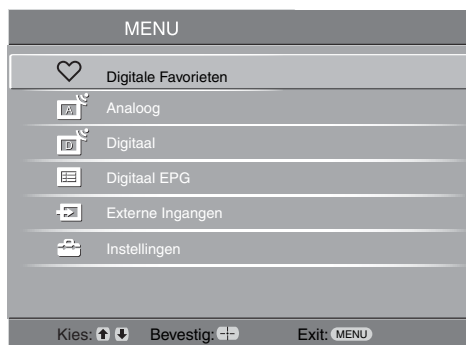 MENU
Digitale Favorieten
A Analoog
D Digitaal
Digitaal EPG
Externe Ingangen
Instellingen
Kies: Bevestig: Exit: MENU